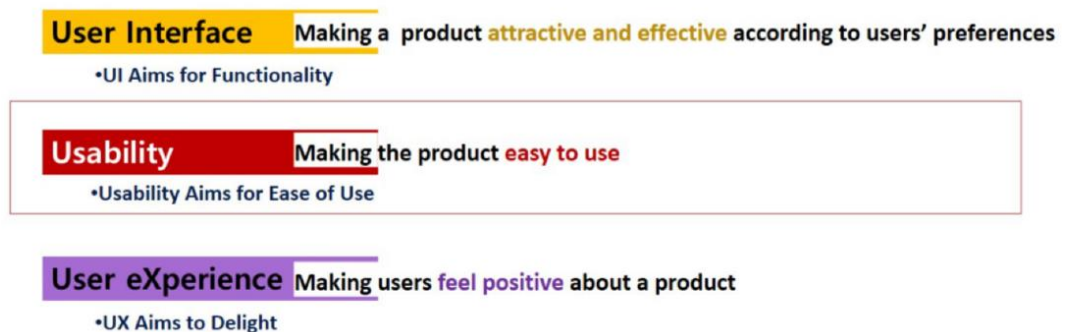 User Interface Making a product attractive and effective according to users’ preferences
•UI Aims for Functionality
Usability Making the product easy to use
•Usability Aims for Ease of Use
User eXperience Making users feel positive about a product
•UX Aims to Delight